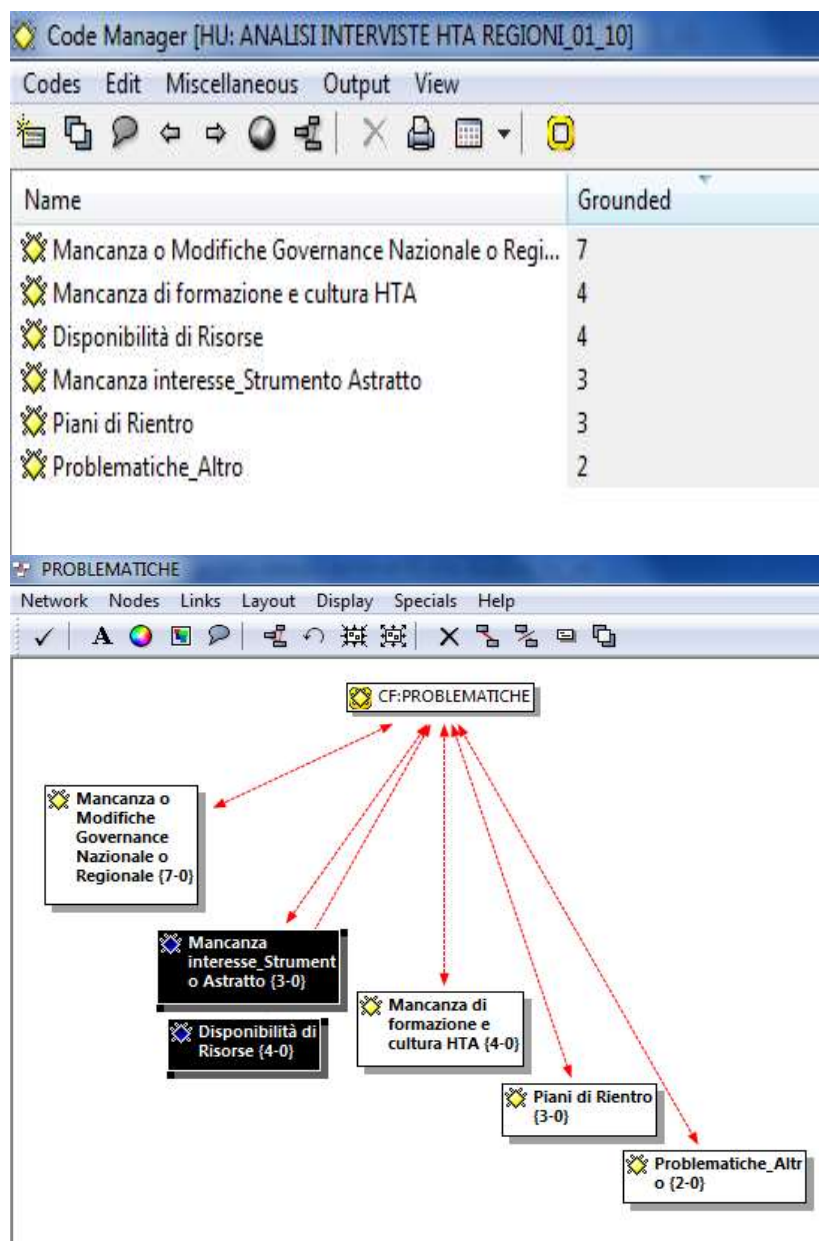 Code Manager [HU: ANALISI INTERVISTE HTA REGIONI_01_10]
Codes Edit Miscellaneous Output View
Name Grounded
Mancanza o Modifiche Governance Nazionale o Regi... 7
Mancanza di formazione e cultura HTA 4
Disponibilità di Risorse 4
Mancanza interesse_Strumento Astratto 3
Piani di Rientro 3
Problematiche_Altro 2
PROBLEMATICHE
Network Nodes Links Layout Display Specials Help
A
CF:PROBLEMATICHE
Mancanza o
Modifiche
Governance
Nazionale o
Regionale {7-0}
Mancanza
interesse_Strument
o Astratto {3-0}
Disponibilità di
Risorse {4-0}
Mancanza di
formazione e
cultura HTA {4-0}
Piani di Rientro
{3-0}
Problematiche_Altr
o {2-0}